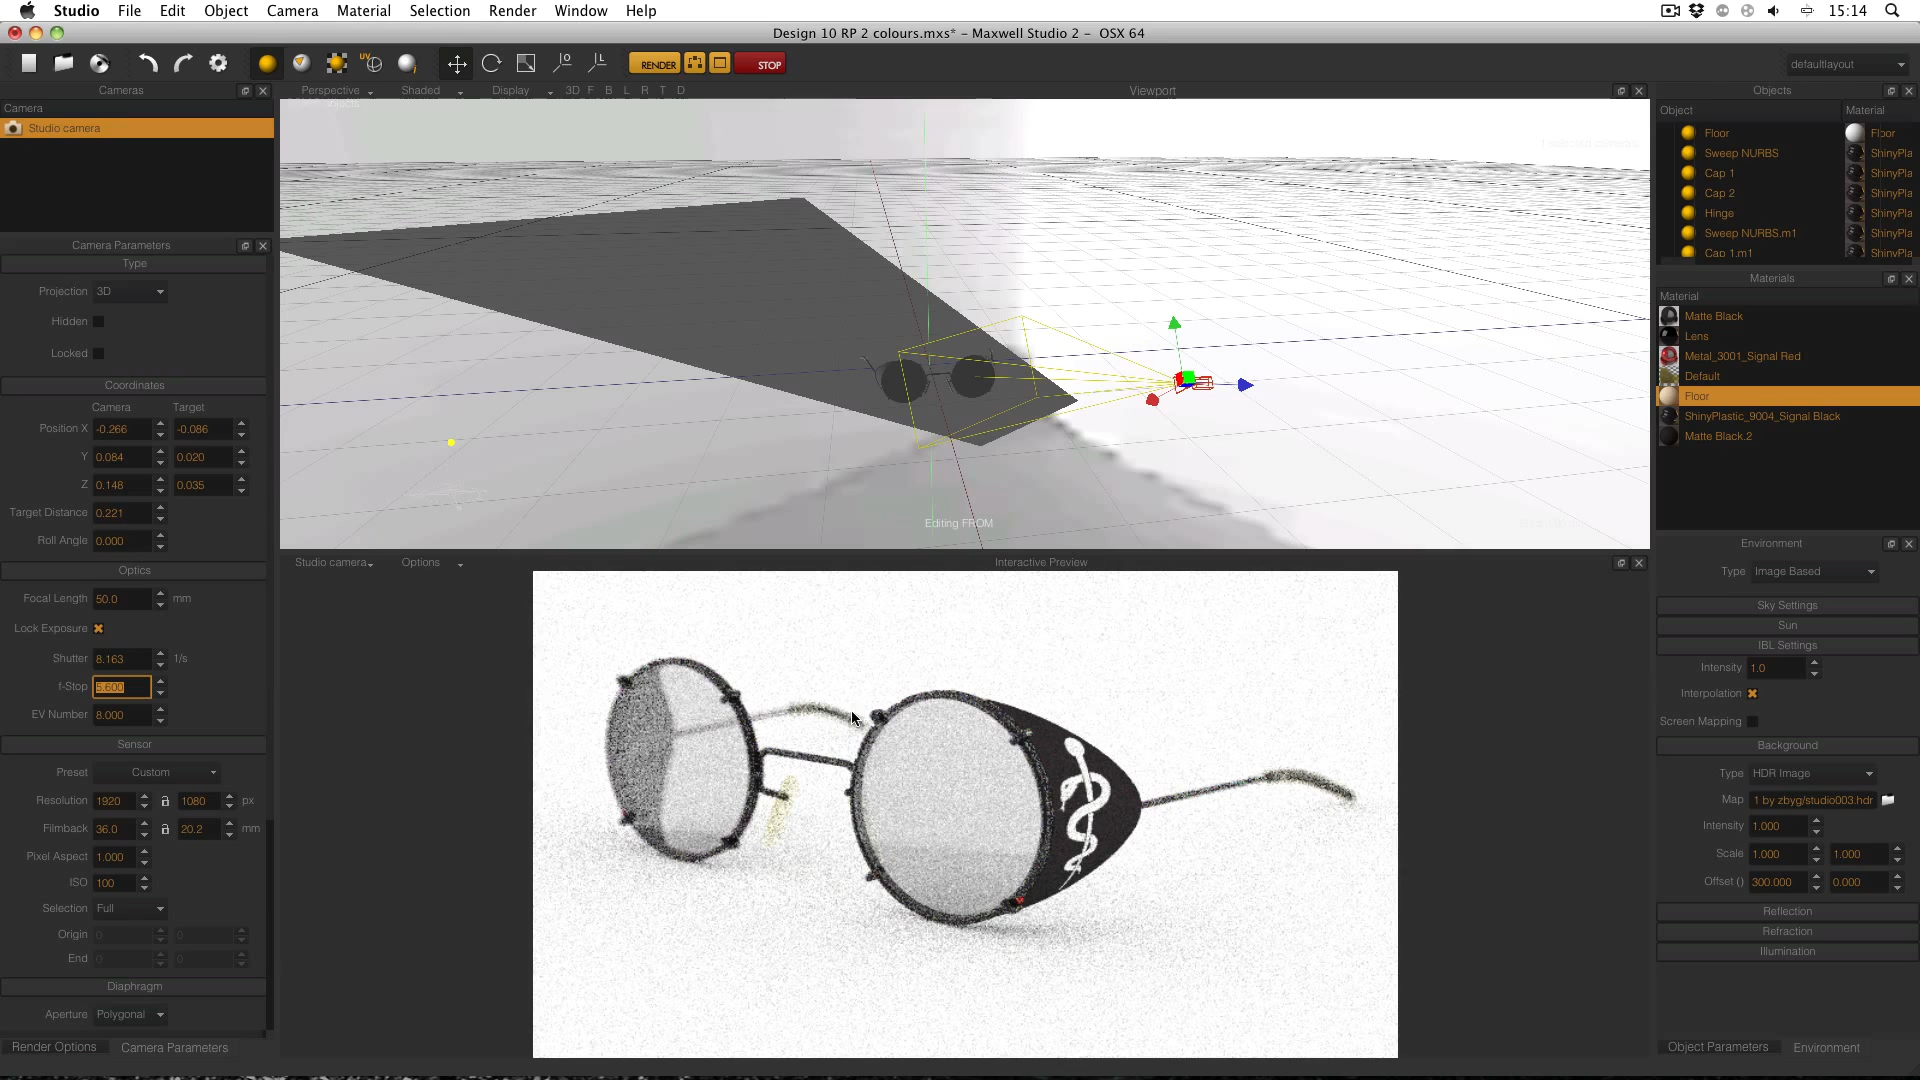 Studio File Edit Object Camera Material Selection Render Window Help 15:14
Design 10 RP 2 colours.mxs* – Maxwell Studio 2 – OSX 64
UV RENDER STOP defaultlayout
Cameras
Camera
Studio camera
Camera Parameters
Type
Projection 3D
Hidden
Locked
Coordinates
Camera Target
Position X -0.266 -0.086
Y 0.084 0.020
Z 0.148 0.035
Target Distance 0.221
Roll Angle 0.000
Optics
Focal Length 50.0 mm
Lock Exposure
Shutter 8.163 1/s
f-Stop 5.600
EV Number 8.000
Sensor
Preset Custom
Resolution 1920 1080 px
Filmback 36.0 20.2 mm
Pixel Aspect 1.000
ISO 100
Selection Full
Origin 0 0
End 0 0
Diaphragm
Aperture Polygonal
Render Options Camera Parameters
Perspective Shaded Display 3D F B L R T D Viewport
Editing FROM
Studio camera Options Interactive Preview
Objects
Object Material
Floor Floor
Sweep NURBS ShinyPla
Cap 1 ShinyPla
Cap 2 ShinyPla
Hinge ShinyPla
Sweep NURBS.m1 ShinyPla
Cap 1.m1 ShinyPla
Materials
Material
Matte Black
Lens
Metal_3001_Signal Red
Default
Floor
ShinyPlastic_9004_Signal Black
Matte Black.2
Environment
Type Image Based
Sky Settings
Sun
IBL Settings
Intensity 1.0
Interpolation
Screen Mapping
Background
Type HDR Image
Map 1 by zbyg/studio003.hdr
Intensity 1.000
Scale 1.000 1.000
Offset () 300.000 0.000
Reflection
Refraction
Illumination
Object Parameters Environment